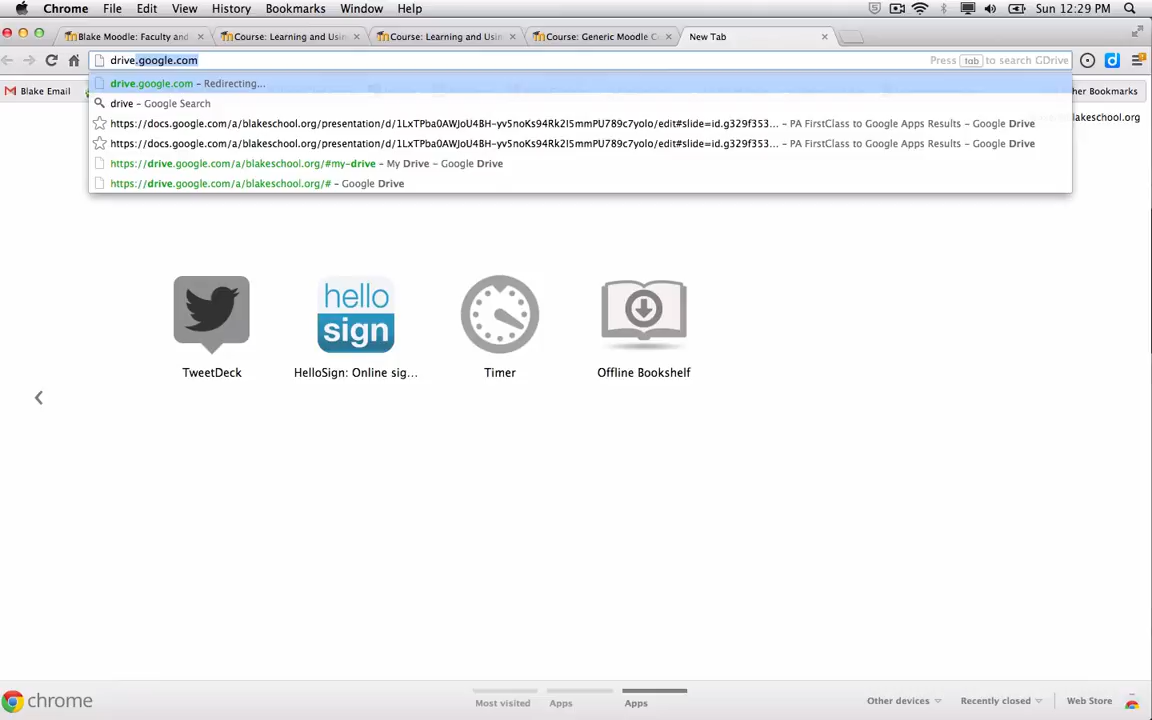 Chrome File Edit View History Bookmarks Window Help Sun 12:29 PM
Blake Moodle: Faculty and Course: Learning and Usin Course: Learning and Usin Course: Generic Moodle C New Tab
drive.google.com Press tab to search GDrive
Blake Email her Bookmarks
drive.google.com - Redirecting...
drive - Google Search
blakeschool.org
https://docs.google.com/a/blakeschool.org/presentation/d/1LxTPba0AWJoU4BH-yv5noKs94Rk2I5mmPU789c7yolo/edit#slide=id.g329f353... - PA FirstClass to Google Apps Results - Google Drive
https://docs.google.com/a/blakeschool.org/presentation/d/1LxTPba0AWJoU4BH-yv5noKs94Rk2I5mmPU789c7yolo/edit#slide=id.g329f353... - PA FirstClass to Google Apps Results - Google Drive
https://drive.google.com/a/blakeschool.org/#my-drive - My Drive - Google Drive
https://drive.google.com/a/blakeschool.org/# - Google Drive
hello
sign
TweetDeck HelloSign: Online sig... Timer Offline Bookshelf
chrome Most visited Apps Apps Other devices Recently closed Web Store